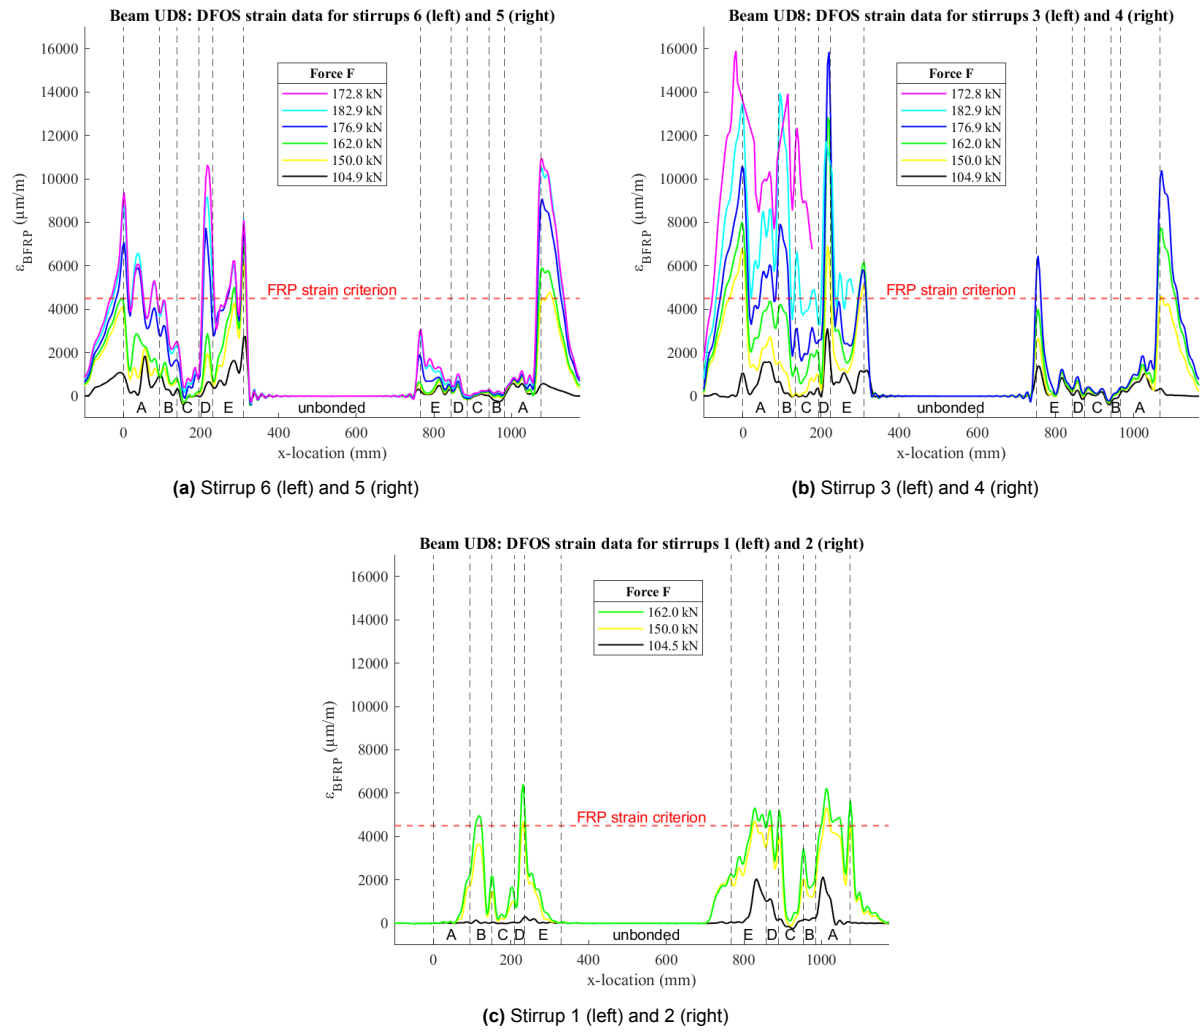 Beam UD8: DFOS strain data for stirrups 6 (left) and 5 (right)
16000
14000
12000
10000
8000
6000
4000
2000
0
ε_BFRP (µm/m)
Force F
172.8 kN
182.9 kN
176.9 kN
162.0 kN
150.0 kN
104.9 kN
FRP strain criterion
A B C D E unbonded E D C B A
0 200 400 600 800 1000
x-location (mm)
(a) Stirrup 6 (left) and 5 (right)
Beam UD8: DFOS strain data for stirrups 3 (left) and 4 (right)
16000
14000
12000
10000
8000
6000
4000
2000
0
ε_BFRP (µm/m)
Force F
172.8 kN
182.9 kN
176.9 kN
162.0 kN
150.0 kN
104.9 kN
FRP strain criterion
A B C D E unbonded E D C B A
0 200 400 600 800 1000
x-location (mm)
(b) Stirrup 3 (left) and 4 (right)
Beam UD8: DFOS strain data for stirrups 1 (left) and 2 (right)
16000
14000
12000
10000
8000
6000
4000
2000
0
ε_BFRP (µm/m)
Force F
162.0 kN
150.0 kN
104.5 kN
FRP strain criterion
A B C D E unbonded E D C B A
0 200 400 600 800 1000
x-location (mm)
(c) Stirrup 1 (left) and 2 (right)